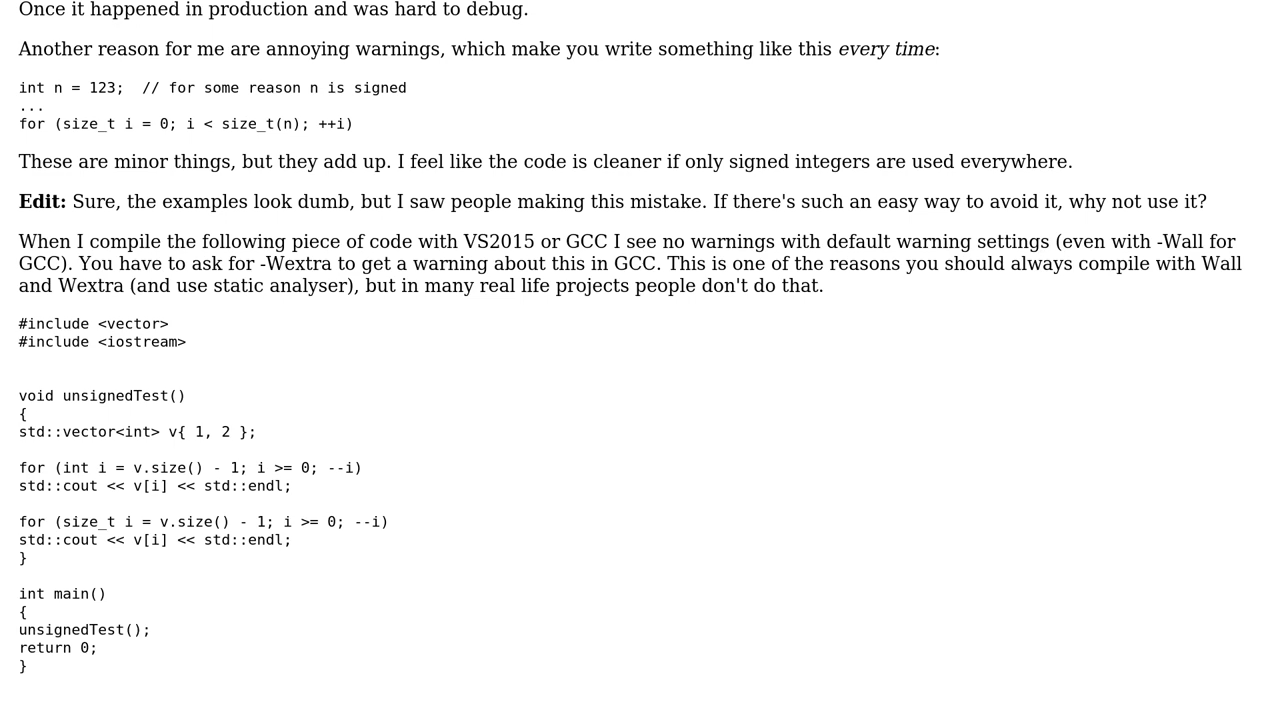 Once it happened in production and was hard to debug.
Another reason for me are annoying warnings, which make you write something like this every time:
int n = 123;  // for some reason n is signed
...
for (size_t i = 0; i < size_t(n); ++i)
These are minor things, but they add up. I feel like the code is cleaner if only signed integers are used everywhere.
Edit: Sure, the examples look dumb, but I saw people making this mistake. If there's such an easy way to avoid it, why not use it?
When I compile the following piece of code with VS2015 or GCC I see no warnings with default warning settings (even with -Wall for
GCC). You have to ask for -Wextra to get a warning about this in GCC. This is one of the reasons you should always compile with Wall
and Wextra (and use static analyser), but in many real life projects people don't do that.
#include <vector>
#include <iostream>
void unsignedTest()
{
std::vector<int> v{ 1, 2 };
for (int i = v.size() - 1; i >= 0; --i)
std::cout << v[i] << std::endl;
for (size_t i = v.size() - 1; i >= 0; --i)
std::cout << v[i] << std::endl;
}
int main()
{
unsignedTest();
return 0;
}